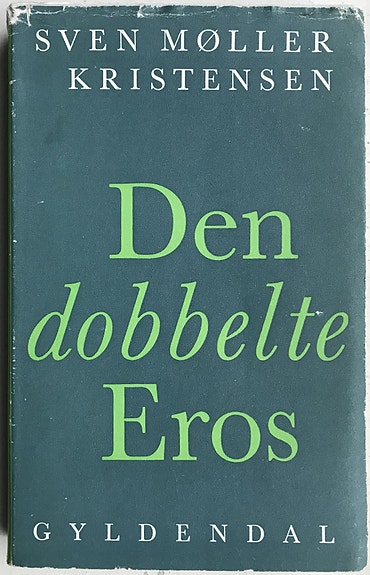 SVEN MØLLER
KRISTENSEN
Den
dobbelte
Eros
GYLDENDAL